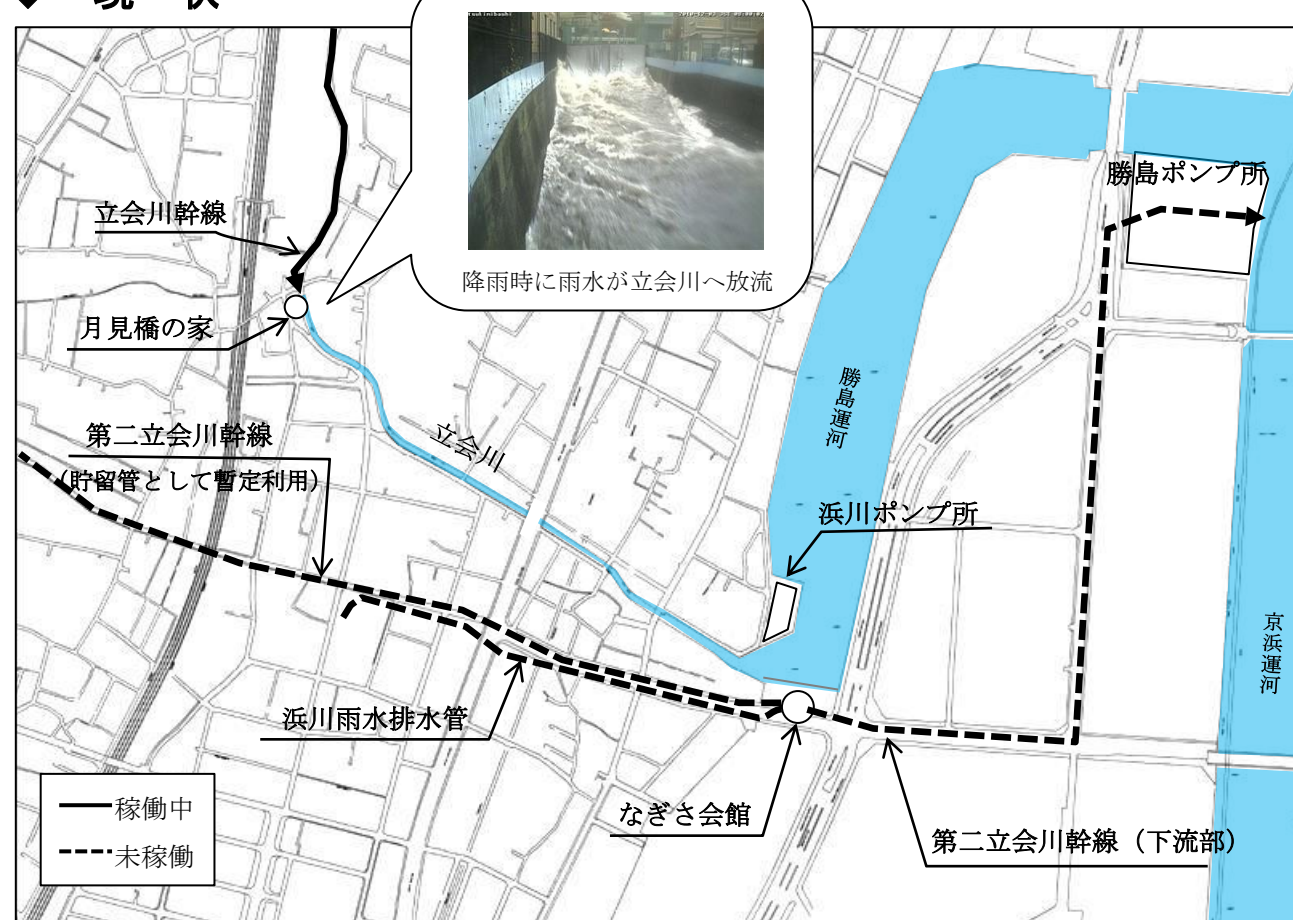 ◆ 現 状
降雨時に雨水が立会川へ放流
勝島ポンプ所
立会川幹線
月見橋の家
勝島運河
第二立会川幹線
(貯留管として暫定利用)
立会川
浜川ポンプ所
京浜運河
浜川雨水排水管
なぎさ会館
第二立会川幹線（下流部）
稼働中
未稼働